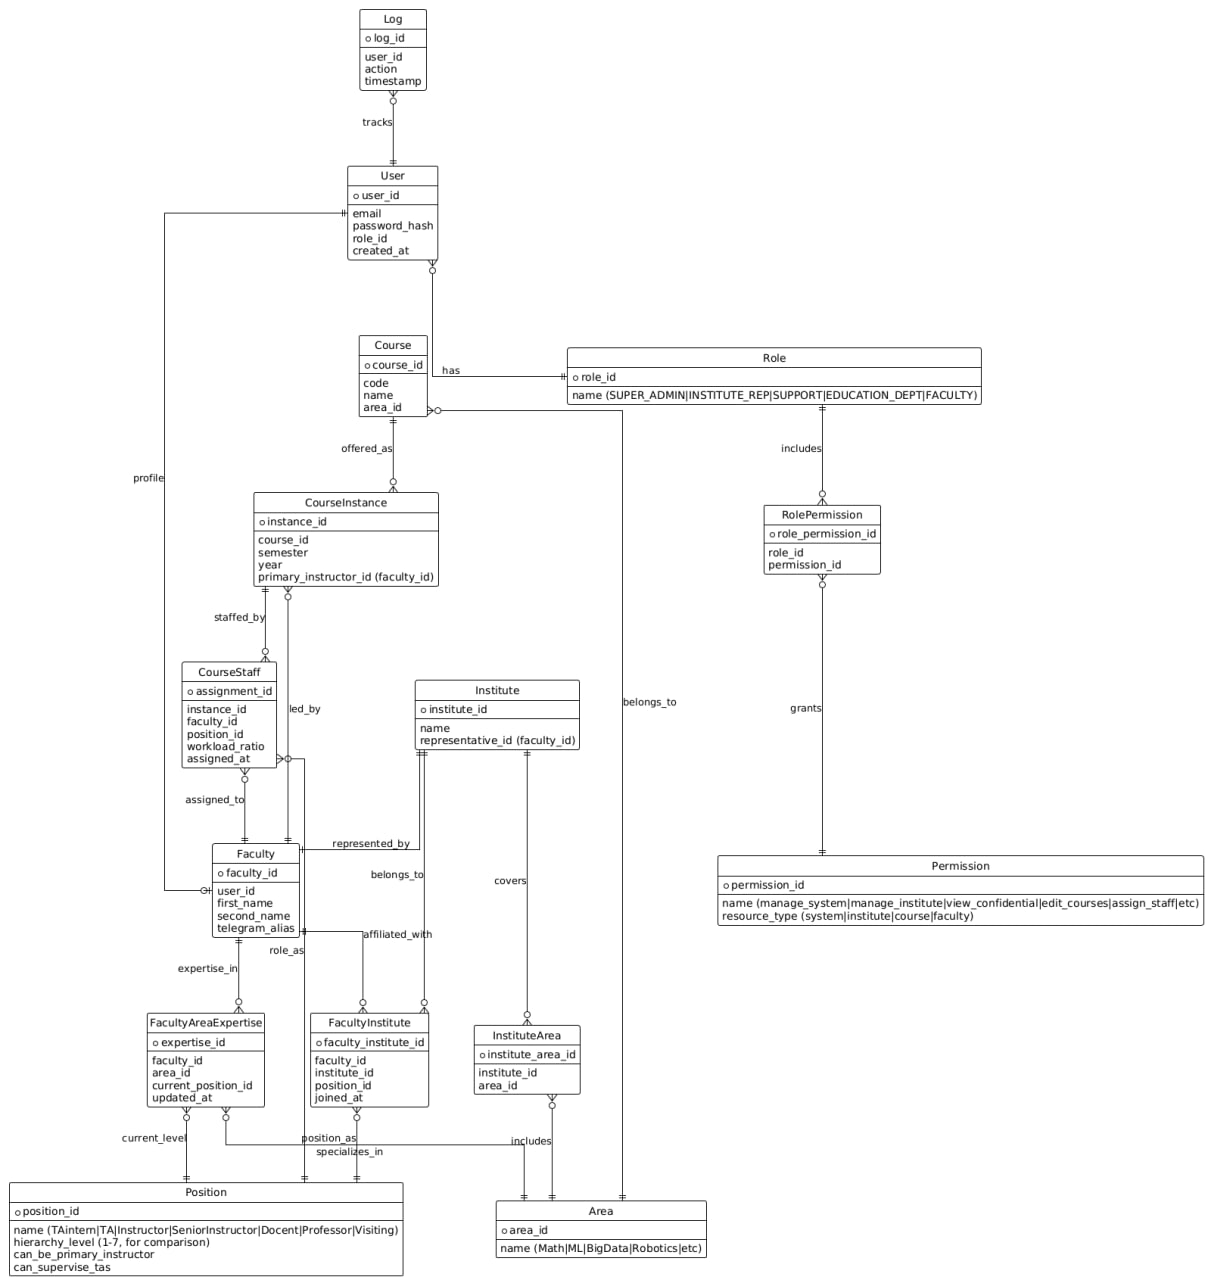 Log
log_id
user_id
action
timestamp
tracks
User
user_id
email
password_hash
role_id
created_at
Course
course_id
code
name
area_id
has
Role
role_id
name (SUPER_ADMIN|INSTITUTE_REP|SUPPORT|EDUCATION_DEPT|FACULTY)
offered_as
includes
profile
CourseInstance
instance_id
course_id
semester
year
primary_instructor_id (faculty_id)
RolePermission
role_permission_id
role_id
permission_id
staffed_by
CourseStaff
assignment_id
instance_id
faculty_id
position_id
workload_ratio
assigned_at
led_by
Institute
institute_id
name
representative_id (faculty_id)
belongs_to
grants
assigned_to
represented_by
Faculty
faculty_id
user_id
first_name
second_name
telegram_alias
belongs_to
covers
Permission
permission_id
name (manage_system|manage_institute|view_confidential|edit_courses|assign_staff|etc)
resource_type (system|institute|course|faculty)
affiliated_with
role_as
expertise_in
FacultyAreaExpertise
expertise_id
faculty_id
area_id
current_position_id
updated_at
FacultyInstitute
faculty_institute_id
faculty_id
institute_id
position_id
joined_at
InstituteArea
institute_area_id
institute_id
area_id
current_level
position_as
specializes_in
includes
Position
position_id
name (TAintern|TA|Instructor|SeniorInstructor|Docent|Professor|Visiting)
hierarchy_level (1-7, for comparison)
can_be_primary_instructor
can_supervise_tas
Area
area_id
name (Math|ML|BigData|Robotics|etc)